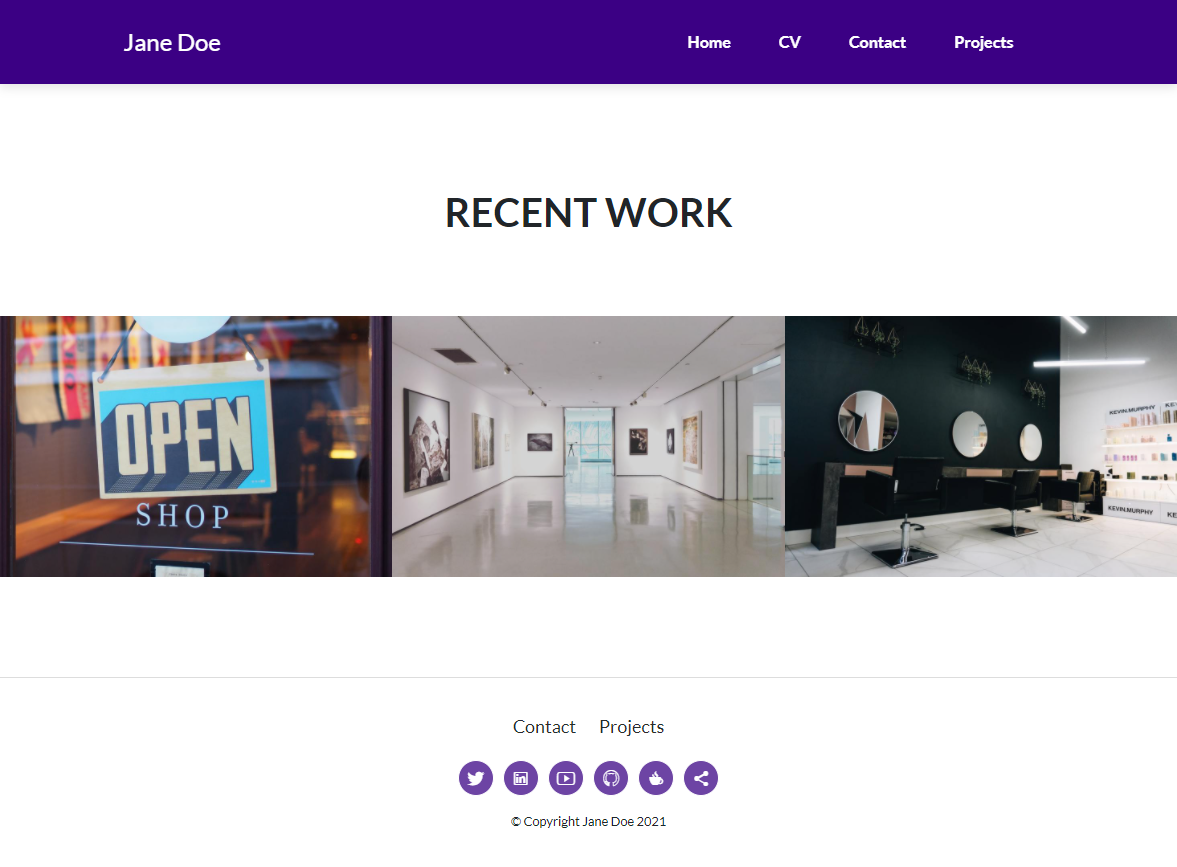 Jane Doe
Home CV Contact Projects
RECENT WORK
OPEN
SHOP
KEVIN.MURPHY
KEVIN.MURPHY
Contact Projects
© Copyright Jane Doe 2021